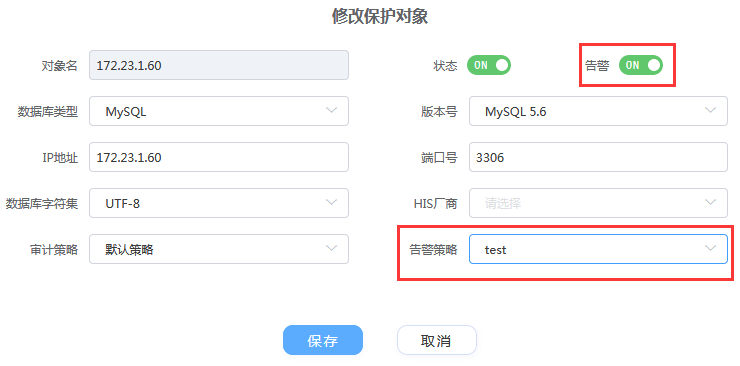 修改保护对象
对象名 172.23.1.60 状态 ON 告警 ON
数据库类型 MySQL 版本号 MySQL 5.6
IP地址 172.23.1.60 端口号 3306
数据库字符集 UTF-8 HIS厂商 请选择
审计策略 默认策略 告警策略 test
保存 取消